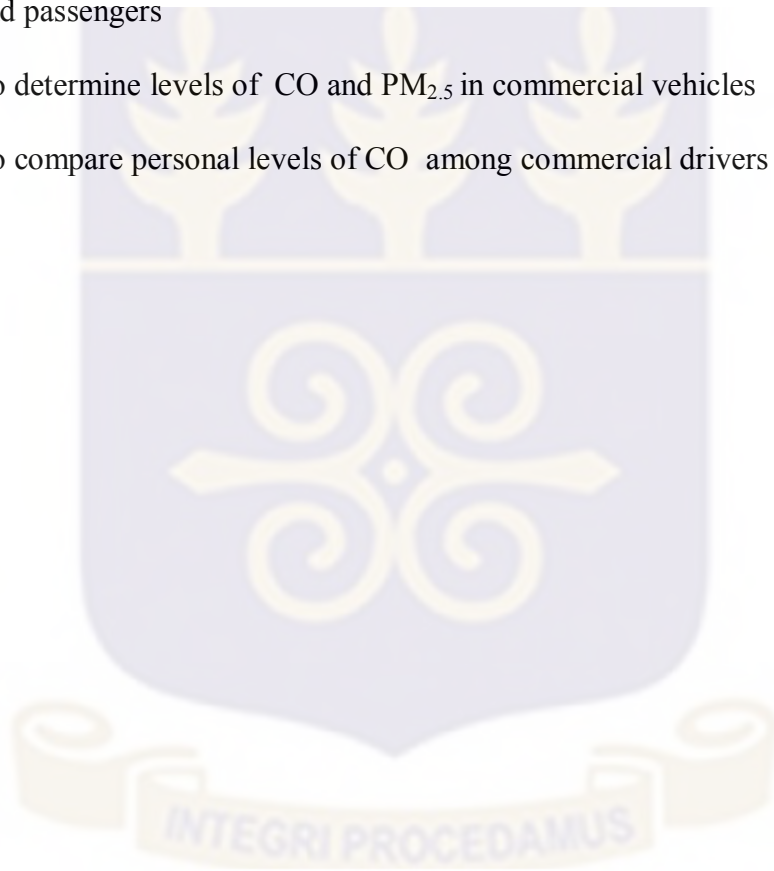 d passengers
o determine levels of CO and PM2.5 in commercial vehicles
o compare personal levels of CO among commercial drivers
INTEGRI PROCEDAMUS